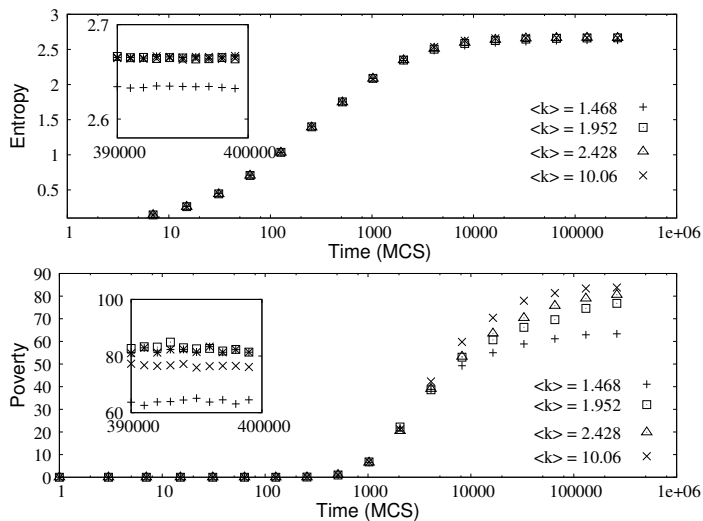 3
2.5
2
1.5
1
0.5
Entropy
2.7
2.6
390000
400000
<k> = 1.468
<k> = 1.952
<k> = 2.428
<k> = 10.06
1
10
100
1000
10000
100000
1e+06
Time (MCS)
90
80
70
60
50
40
30
20
10
0
Poverty
100
80
60
390000
400000
<k> = 1.468
<k> = 1.952
<k> = 2.428
<k> = 10.06
1
10
100
1000
10000
100000
1e+06
Time (MCS)